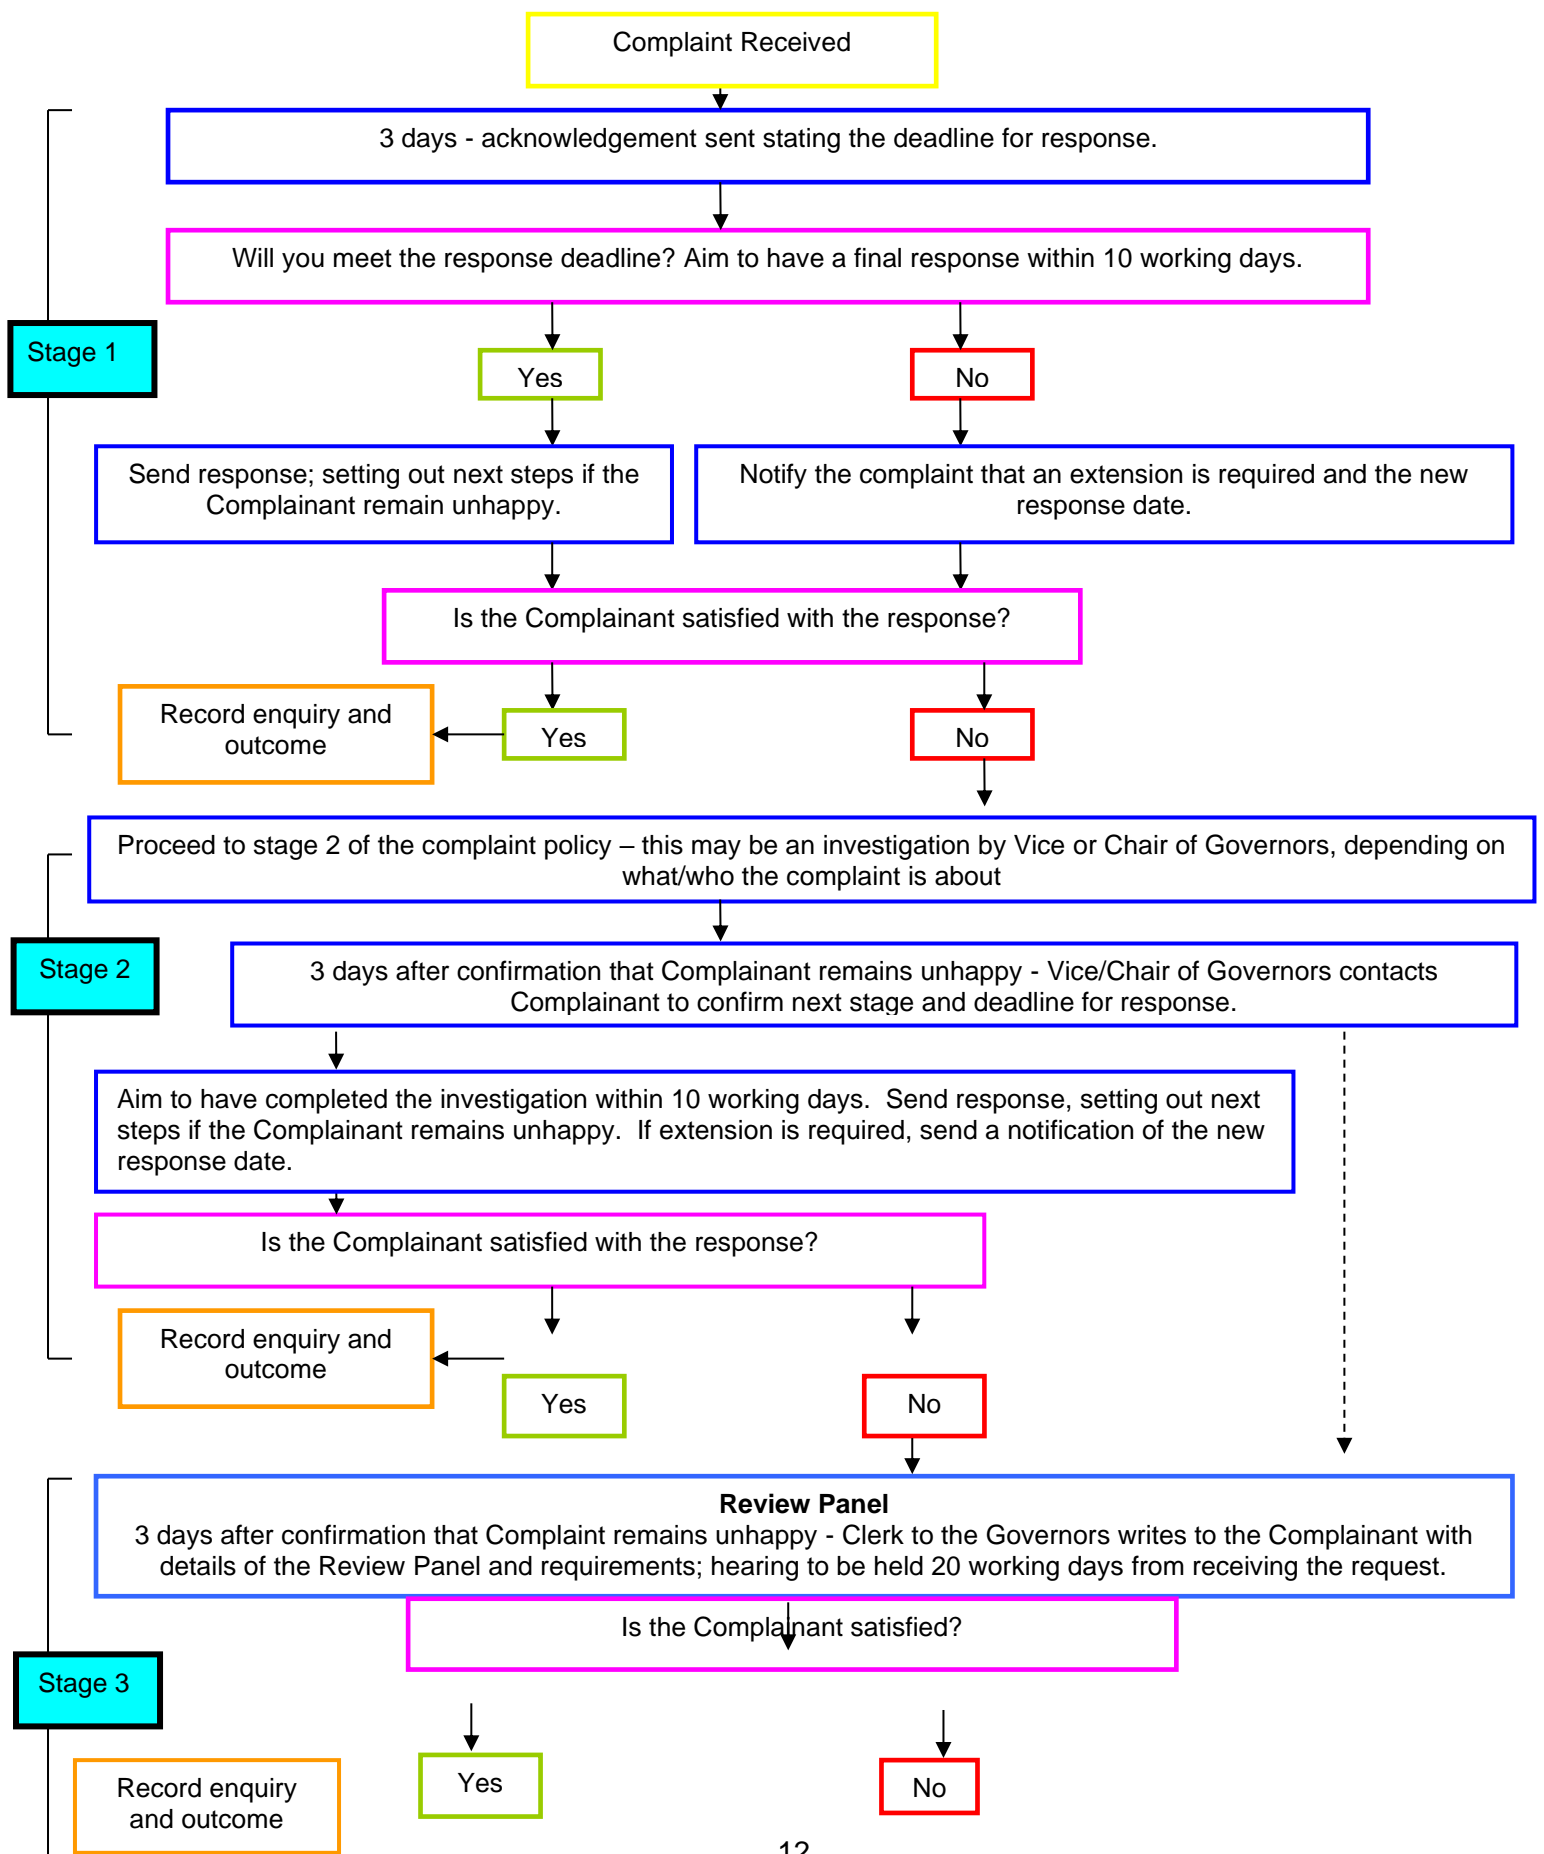 Complaint Received
3 days - acknowledgement sent stating the deadline for response.
Will you meet the response deadline? Aim to have a final response within 10 working days.
Stage 1
Yes
No
Send response; setting out next steps if the
Complainant remain unhappy.
Notify the complaint that an extension is required and the new
response date.
Is the Complainant satisfied with the response?
Record enquiry and
outcome
Yes
No
Proceed to stage 2 of the complaint policy – this may be an investigation by Vice or Chair of Governors, depending on
what/who the complaint is about
Stage 2
3 days after confirmation that Complainant remains unhappy - Vice/Chair of Governors contacts
Complainant to confirm next stage and deadline for response.
Aim to have completed the investigation within 10 working days.  Send response, setting out next
steps if the Complainant remains unhappy.  If extension is required, send a notification of the new
response date.
Is the Complainant satisfied with the response?
Record enquiry and
outcome
Yes
No
Review Panel
3 days after confirmation that Complaint remains unhappy - Clerk to the Governors writes to the Complainant with
details of the Review Panel and requirements; hearing to be held 20 working days from receiving the request.
Is the Complainant satisfied?
Stage 3
Yes
No
Record enquiry
and outcome
12